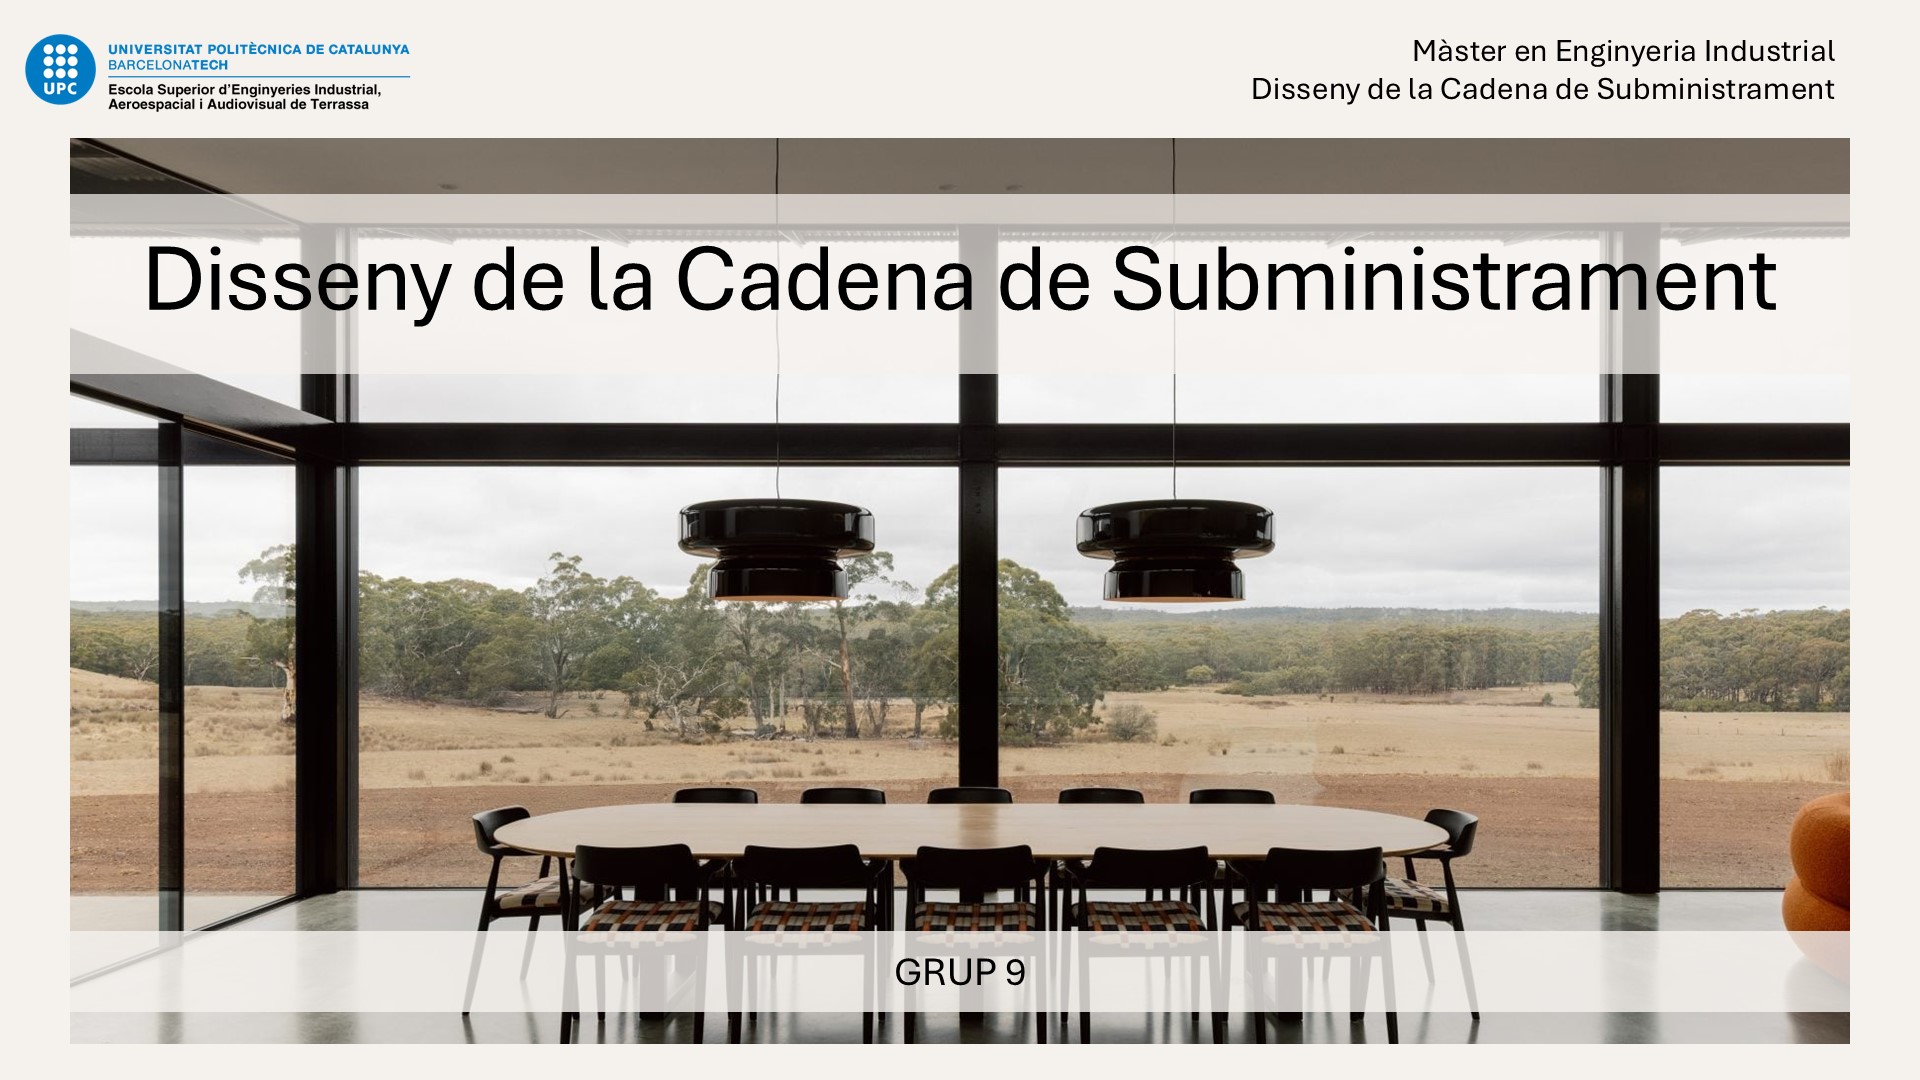 UNIVERSITAT POLITÈCNICA DE CATALUNYA
BARCELONATECH
UPC
Escola Superior d'Enginyeries Industrial,
Aeroespacial i Audiovisual de Terrassa
Màster en Enginyeria Industrial
Disseny de la Cadena de Subministrament
Disseny de la Cadena de Subministrament
GRUP 9